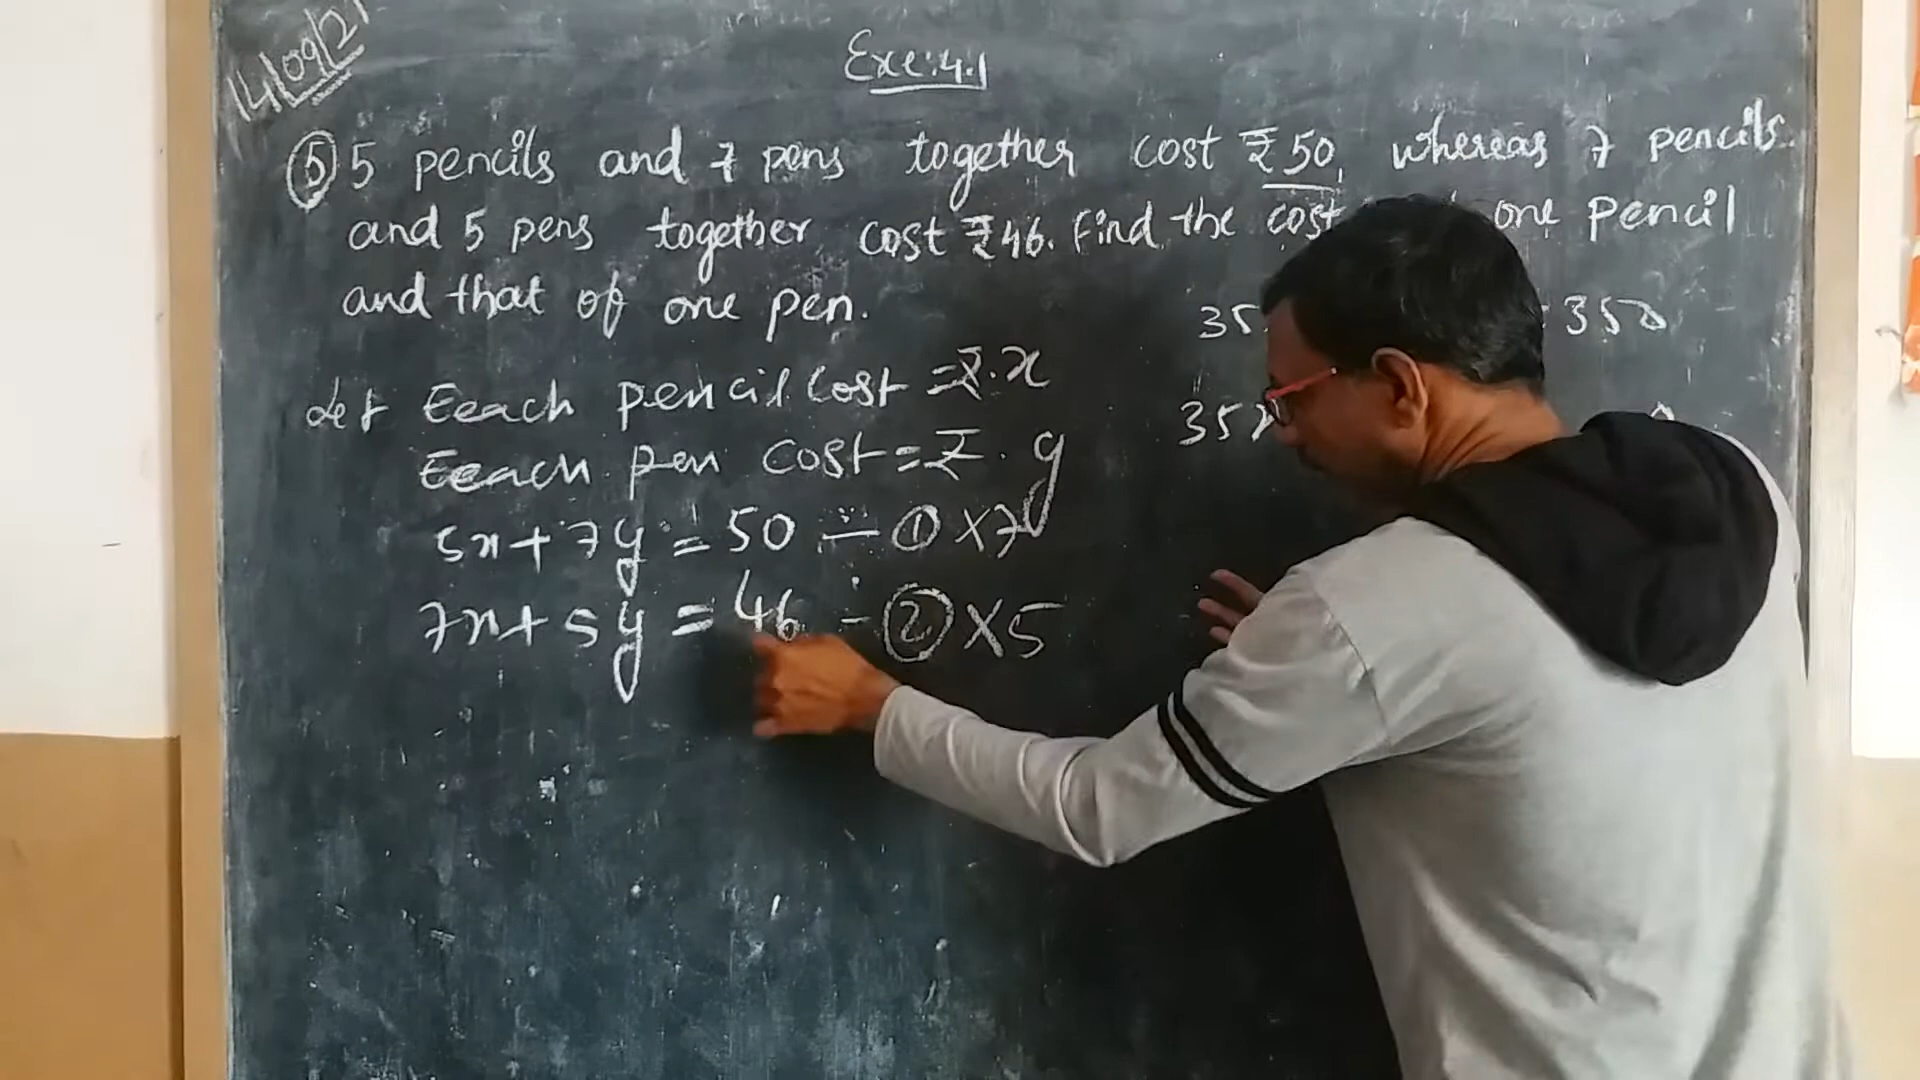 14/09/21
Exe:4.1
⑤ 5 pencils and 7 pens together cost ₹50, whereas 7 pencils
and 5 pens together cost ₹46. Find the cost one pencil
and that of one pen.
35 350
Let Eeach pencil cost =₹.x
35x
Eeach pen cost=₹. y
5x+7y=50 ÷ ① ×7
7x+5y=46 - ② ×5